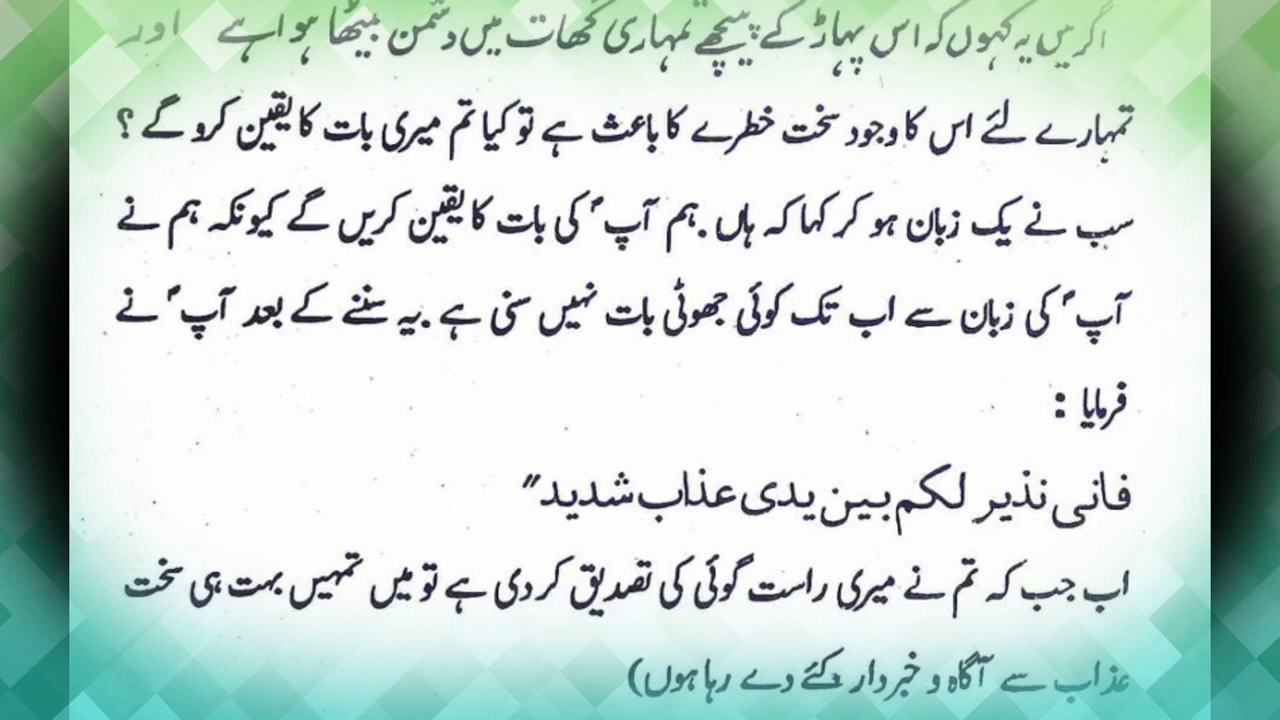 اگر میں یہ کہوں کہ اس پہاڑ کے پیچھے تمہاری گھات میں دشمن بیٹھا ہوا ہے اور
تمہارے لئے اس کا وجود سخت خطرے کا باعث ہے تو کیا تم میری بات کا یقین کرو گے ؟
سب نے یک زبان ہو کر کہا کہ ہاں . ہم آپؐ کی بات کا یقین کریں گے کیونکہ ہم نے
آپؐ کی زبان سے اب تک کوئی جھوٹی بات نہیں سنی ہے . یہ سننے کے بعد آپؐ نے
فرمایا :
فانی نذیر لکم بین یدی عذاب شدید"
اب جب کہ تم نے میری راست گوئی کی تصدیق کر دی ہے تو میں تمہیں بہت ہی سخت
عذاب سے آگاہ و خبردار کئے دے رہا ہوں)